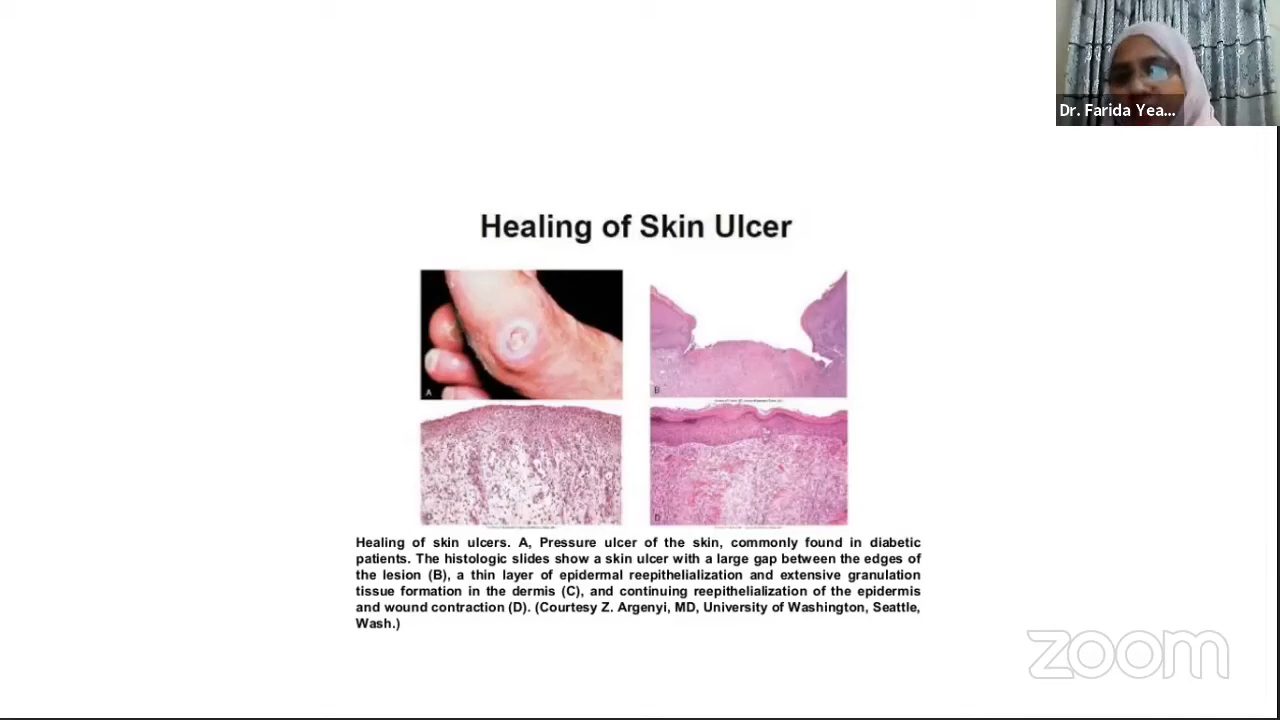 Dr. Farida Yea...
Healing of Skin Ulcer
A
B
D
Healing of skin ulcers. A, Pressure ulcer of the skin, commonly found in diabetic
patients. The histologic slides show a skin ulcer with a large gap between the edges of
the lesion (B), a thin layer of epidermal reepithelialization and extensive granulation
tissue formation in the dermis (C), and continuing reepithelialization of the epidermis
and wound contraction (D). (Courtesy Z. Argenyi, MD, University of Washington, Seattle,
Wash.)
zoom